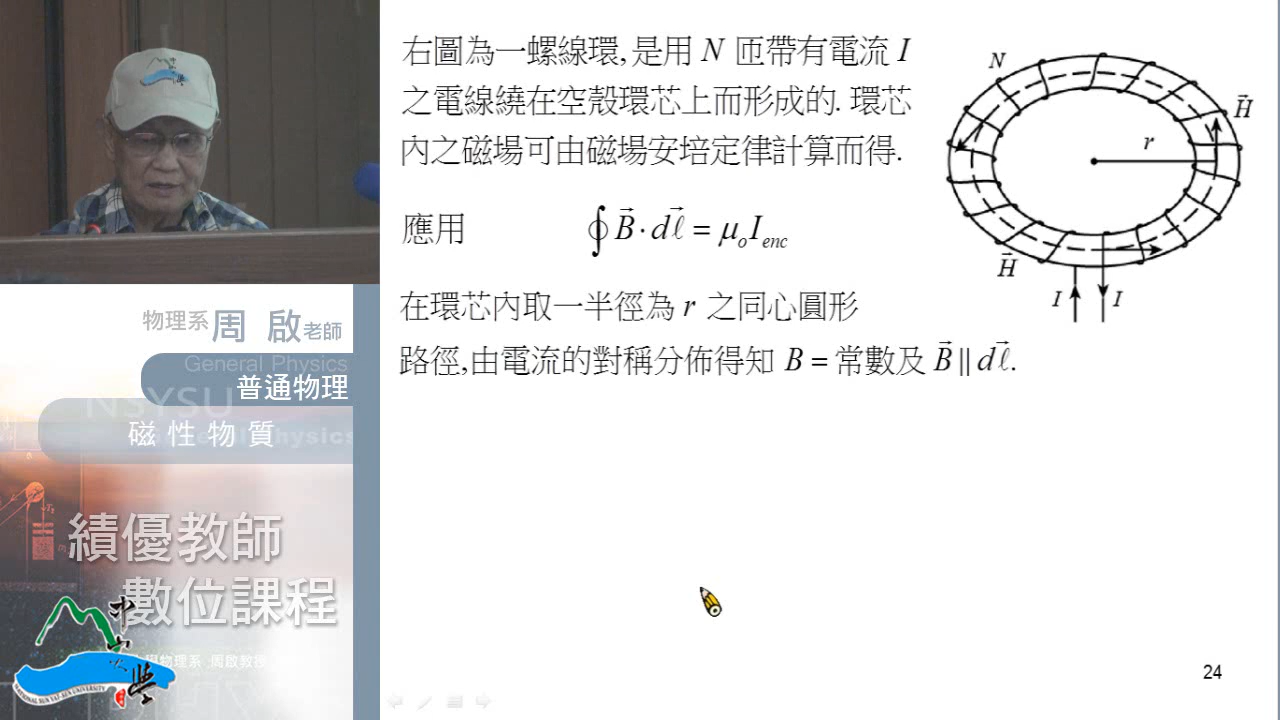 右圖為一螺線環, 是用 N 匝帶有電流 I
之電線繞在空殼環芯上而形成的. 環芯
內之磁場可由磁場安培定律計算而得.
應用 ∮ B⃗ · dℓ⃗ = μ₀I_enc
在環芯內取一半徑為 r 之同心圓形
路徑,由電流的對稱分佈得知 B = 常數及 B⃗ ∥ dℓ⃗.
N
H⃗
r
H⃗
I
I
物理系周 啟老師
General Physics
普通物理
NSYSU
磁性物質
績優教師
數位課程
24